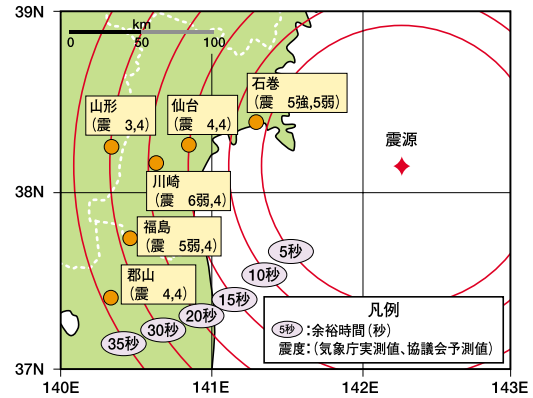 39N
km
0 50 100
石巻
（震　5強,5弱）
山形
（震　3,4）
仙台
（震　4,4）
震源
川崎
（震　6弱,4）
38N
福島
（震　5弱,4）
郡山
（震　4,4）
5秒
10秒
15秒
20秒
30秒
35秒
凡例
5秒：余裕時間（秒）
震度：（気象庁実測値、協議会予測値）
37N
140E 141E 142E 143E